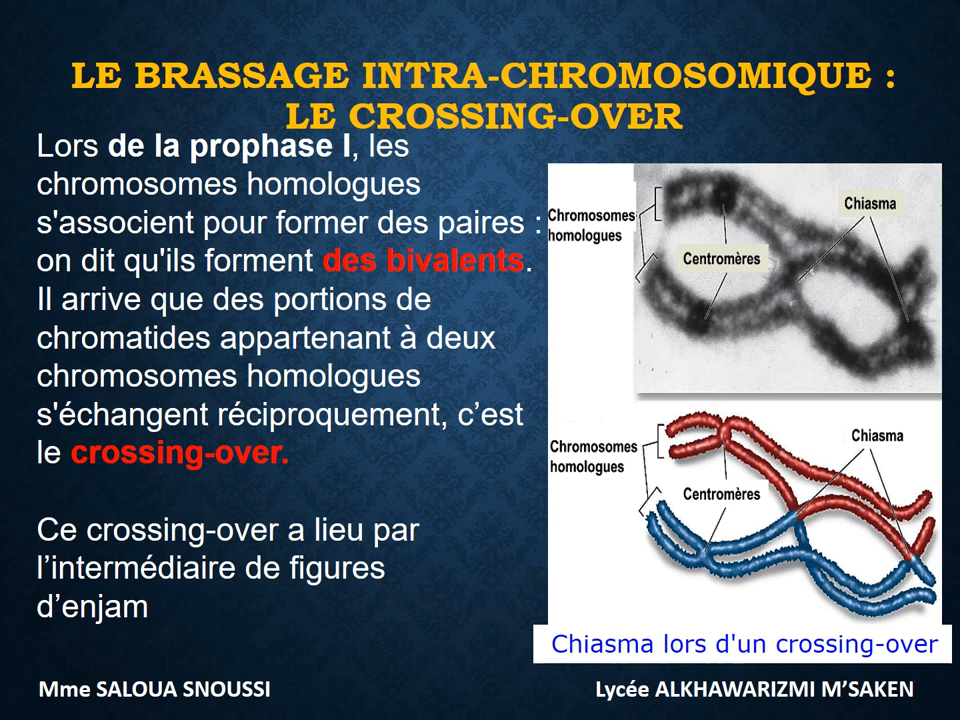 LE BRASSAGE INTRA-CHROMOSOMIQUE :
LE CROSSING-OVER
Lors de la prophase I, les
chromosomes homologues
s'associent pour former des paires :
on dit qu'ils forment des bivalents.
Il arrive que des portions de
chromatides appartenant à deux
chromosomes homologues
s'échangent réciproquement, c’est
le crossing-over.
Ce crossing-over a lieu par
l’intermédiaire de figures
d’enjam
Chromosomes
homologues
Centromères
Chiasma
Chromosomes
homologues
Centromères
Chiasma
Chiasma lors d'un crossing-over
Mme SALOUA SNOUSSI
Lycée ALKHAWARIZMI M’SAKEN